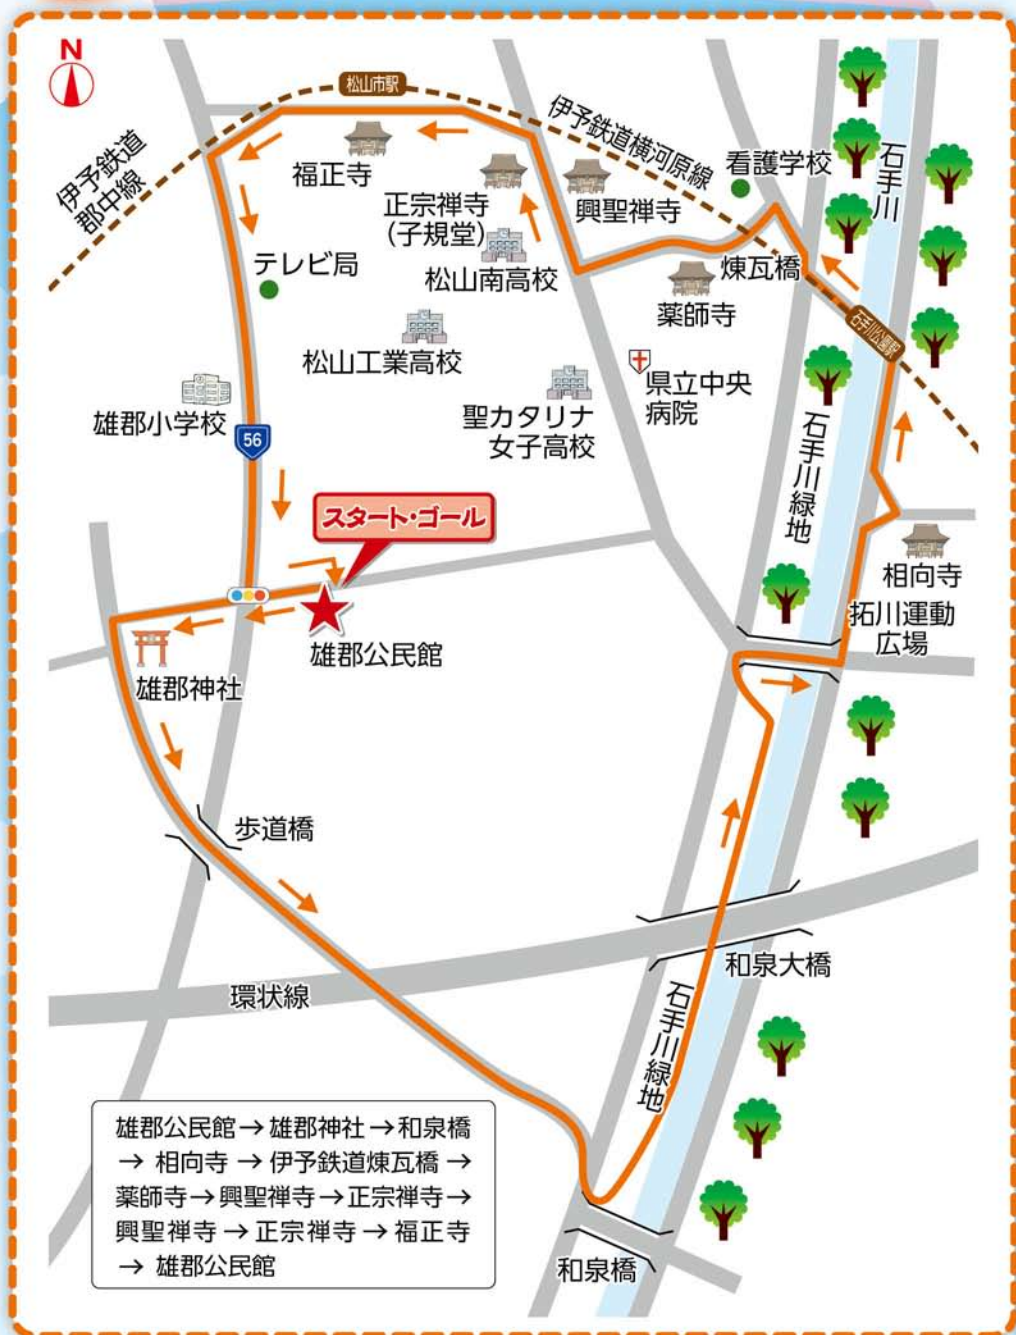 N
松山市駅
伊予鉄道
郡中線
伊予鉄道横河原線
看護学校
石手川
福正寺
正宗禅寺
(子規堂)
興聖禅寺
テレビ局
松山南高校
煉瓦橋
薬師寺
石手川公園駅
松山工業高校
県立中央
病院
雄郡小学校
56
聖カタリナ
女子高校
石手川緑地
スタート・ゴール
相向寺
拓川運動
広場
雄郡公民館
雄郡神社
歩道橋
和泉大橋
環状線
石手川緑地
雄郡公民館→雄郡神社→和泉橋
→ 相向寺 → 伊予鉄道煉瓦橋 →
薬師寺→興聖禅寺→正宗禅寺→
興聖禅寺 → 正宗禅寺 → 福正寺
→ 雄郡公民館
和泉橋